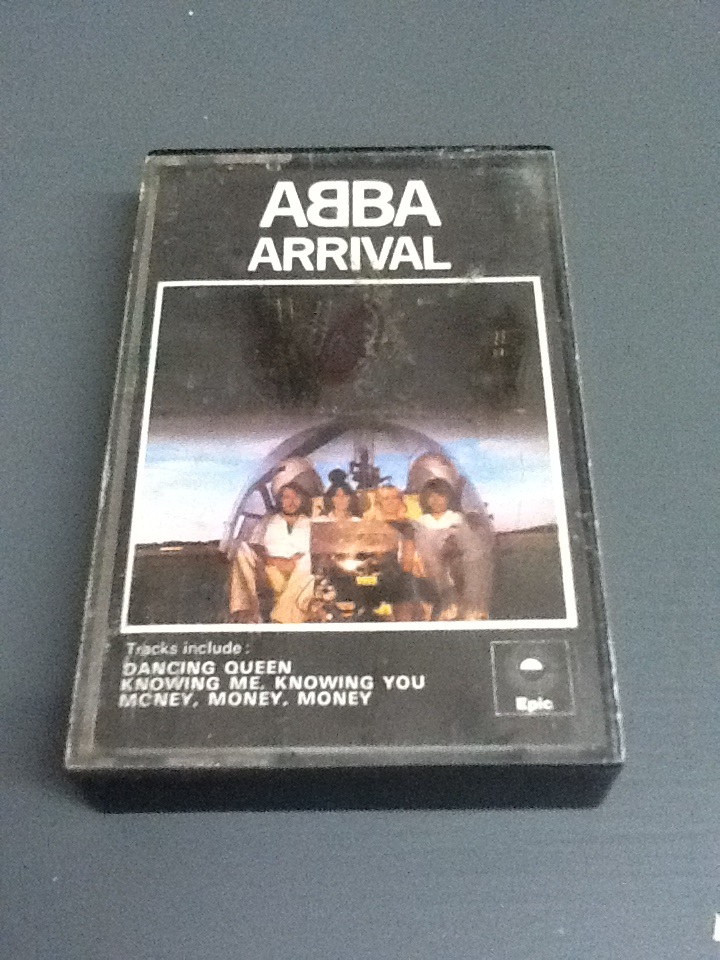 ABBA
ARRIVAL
Tracks include:
DANCING QUEEN
KNOWING ME, KNOWING YOU
MONEY, MONEY, MONEY
Epic